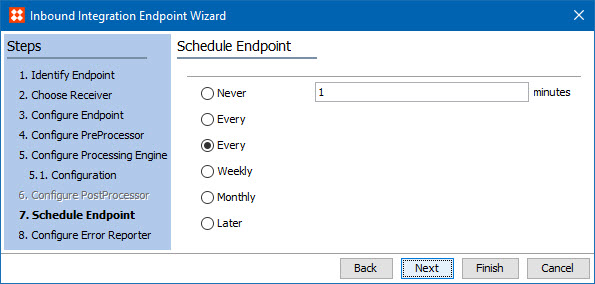 Inbound Integration Endpoint Wizard
Steps
1. Identify Endpoint
2. Choose Receiver
3. Configure Endpoint
4. Configure PreProcessor
5. Configure Processing Engine
5.1. Configuration
6. Configure PostProcessor
7. Schedule Endpoint
8. Configure Error Reporter
Schedule Endpoint
Never 1 minutes
Every
Every
Weekly
Monthly
Later
Back Next Finish Cancel